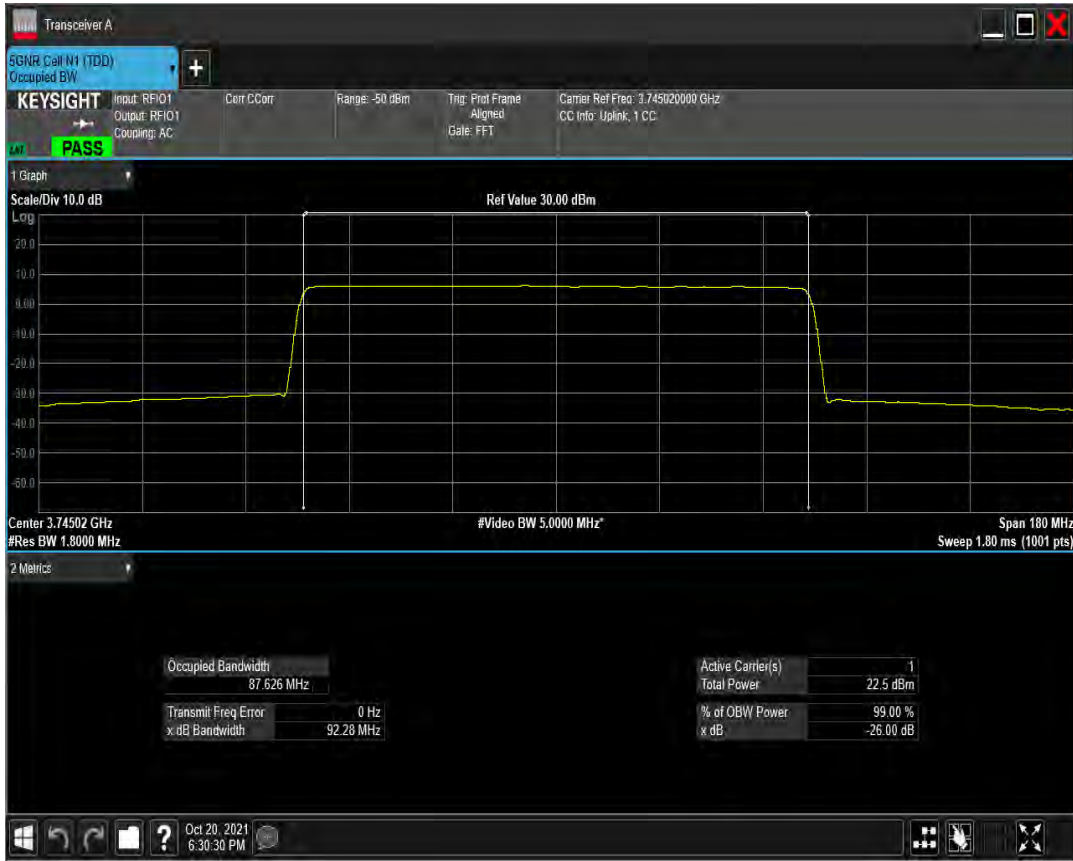 Transceiver A
5GNR Cell N1 (TDD)
Occupied BW
+
KEYSIGHT
Input: RFIO1
Output: RFIO1
Coupling: AC
Corr CCorr
Range: -50 dBm
Trig: Prot Frame
Aligned
Gate: FFT
Carrier Ref Freq: 3.745020000 GHz
CC Info: Uplink, 1 CC
PASS
1 Graph
Scale/Div 10.0 dB
Ref Value 30.00 dBm
Log
20.0
10.0
0.00
-10.0
-20.0
-30.0
-40.0
-50.0
-60.0
Center 3.74502 GHz
#Video BW 5.0000 MHz*
Span 180 MHz
#Res BW 1.8000 MHz
Sweep 1.80 ms (1001 pts)
2 Metrics
Occupied Bandwidth
87.626 MHz
Transmit Freq Error 0 Hz
x dB Bandwidth 92.28 MHz
Active Carrier(s) 1
Total Power 22.5 dBm
% of OBW Power 99.00 %
x dB -26.00 dB
?
Oct 20, 2021
6:30:30 PM